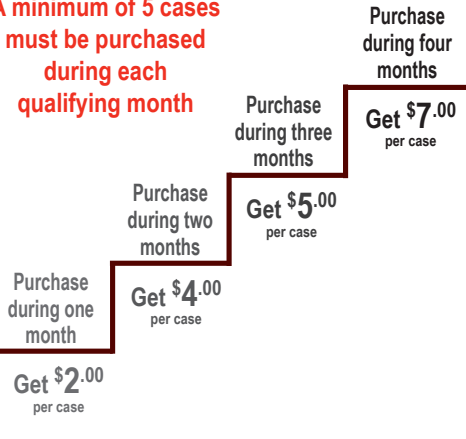 A minimum of 5 cases
must be purchased
during each
qualifying month
Purchase
during four
months
Get $7.00
per case
Purchase
during three
months
Get $5.00
per case
Purchase
during two
months
Get $4.00
per case
Purchase
during one
month
Get $2.00
per case